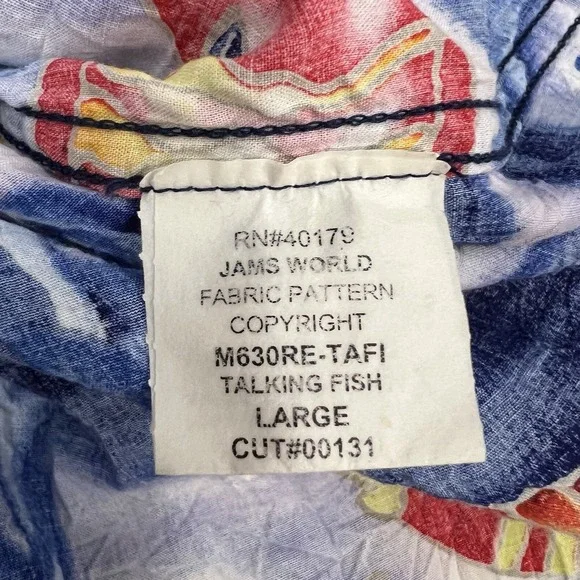 RN#40179
JAMS WORLD
FABRIC PATTERN
COPYRIGHT
M630RE-TAFI
TALKING FISH
LARGE
CUT#00131